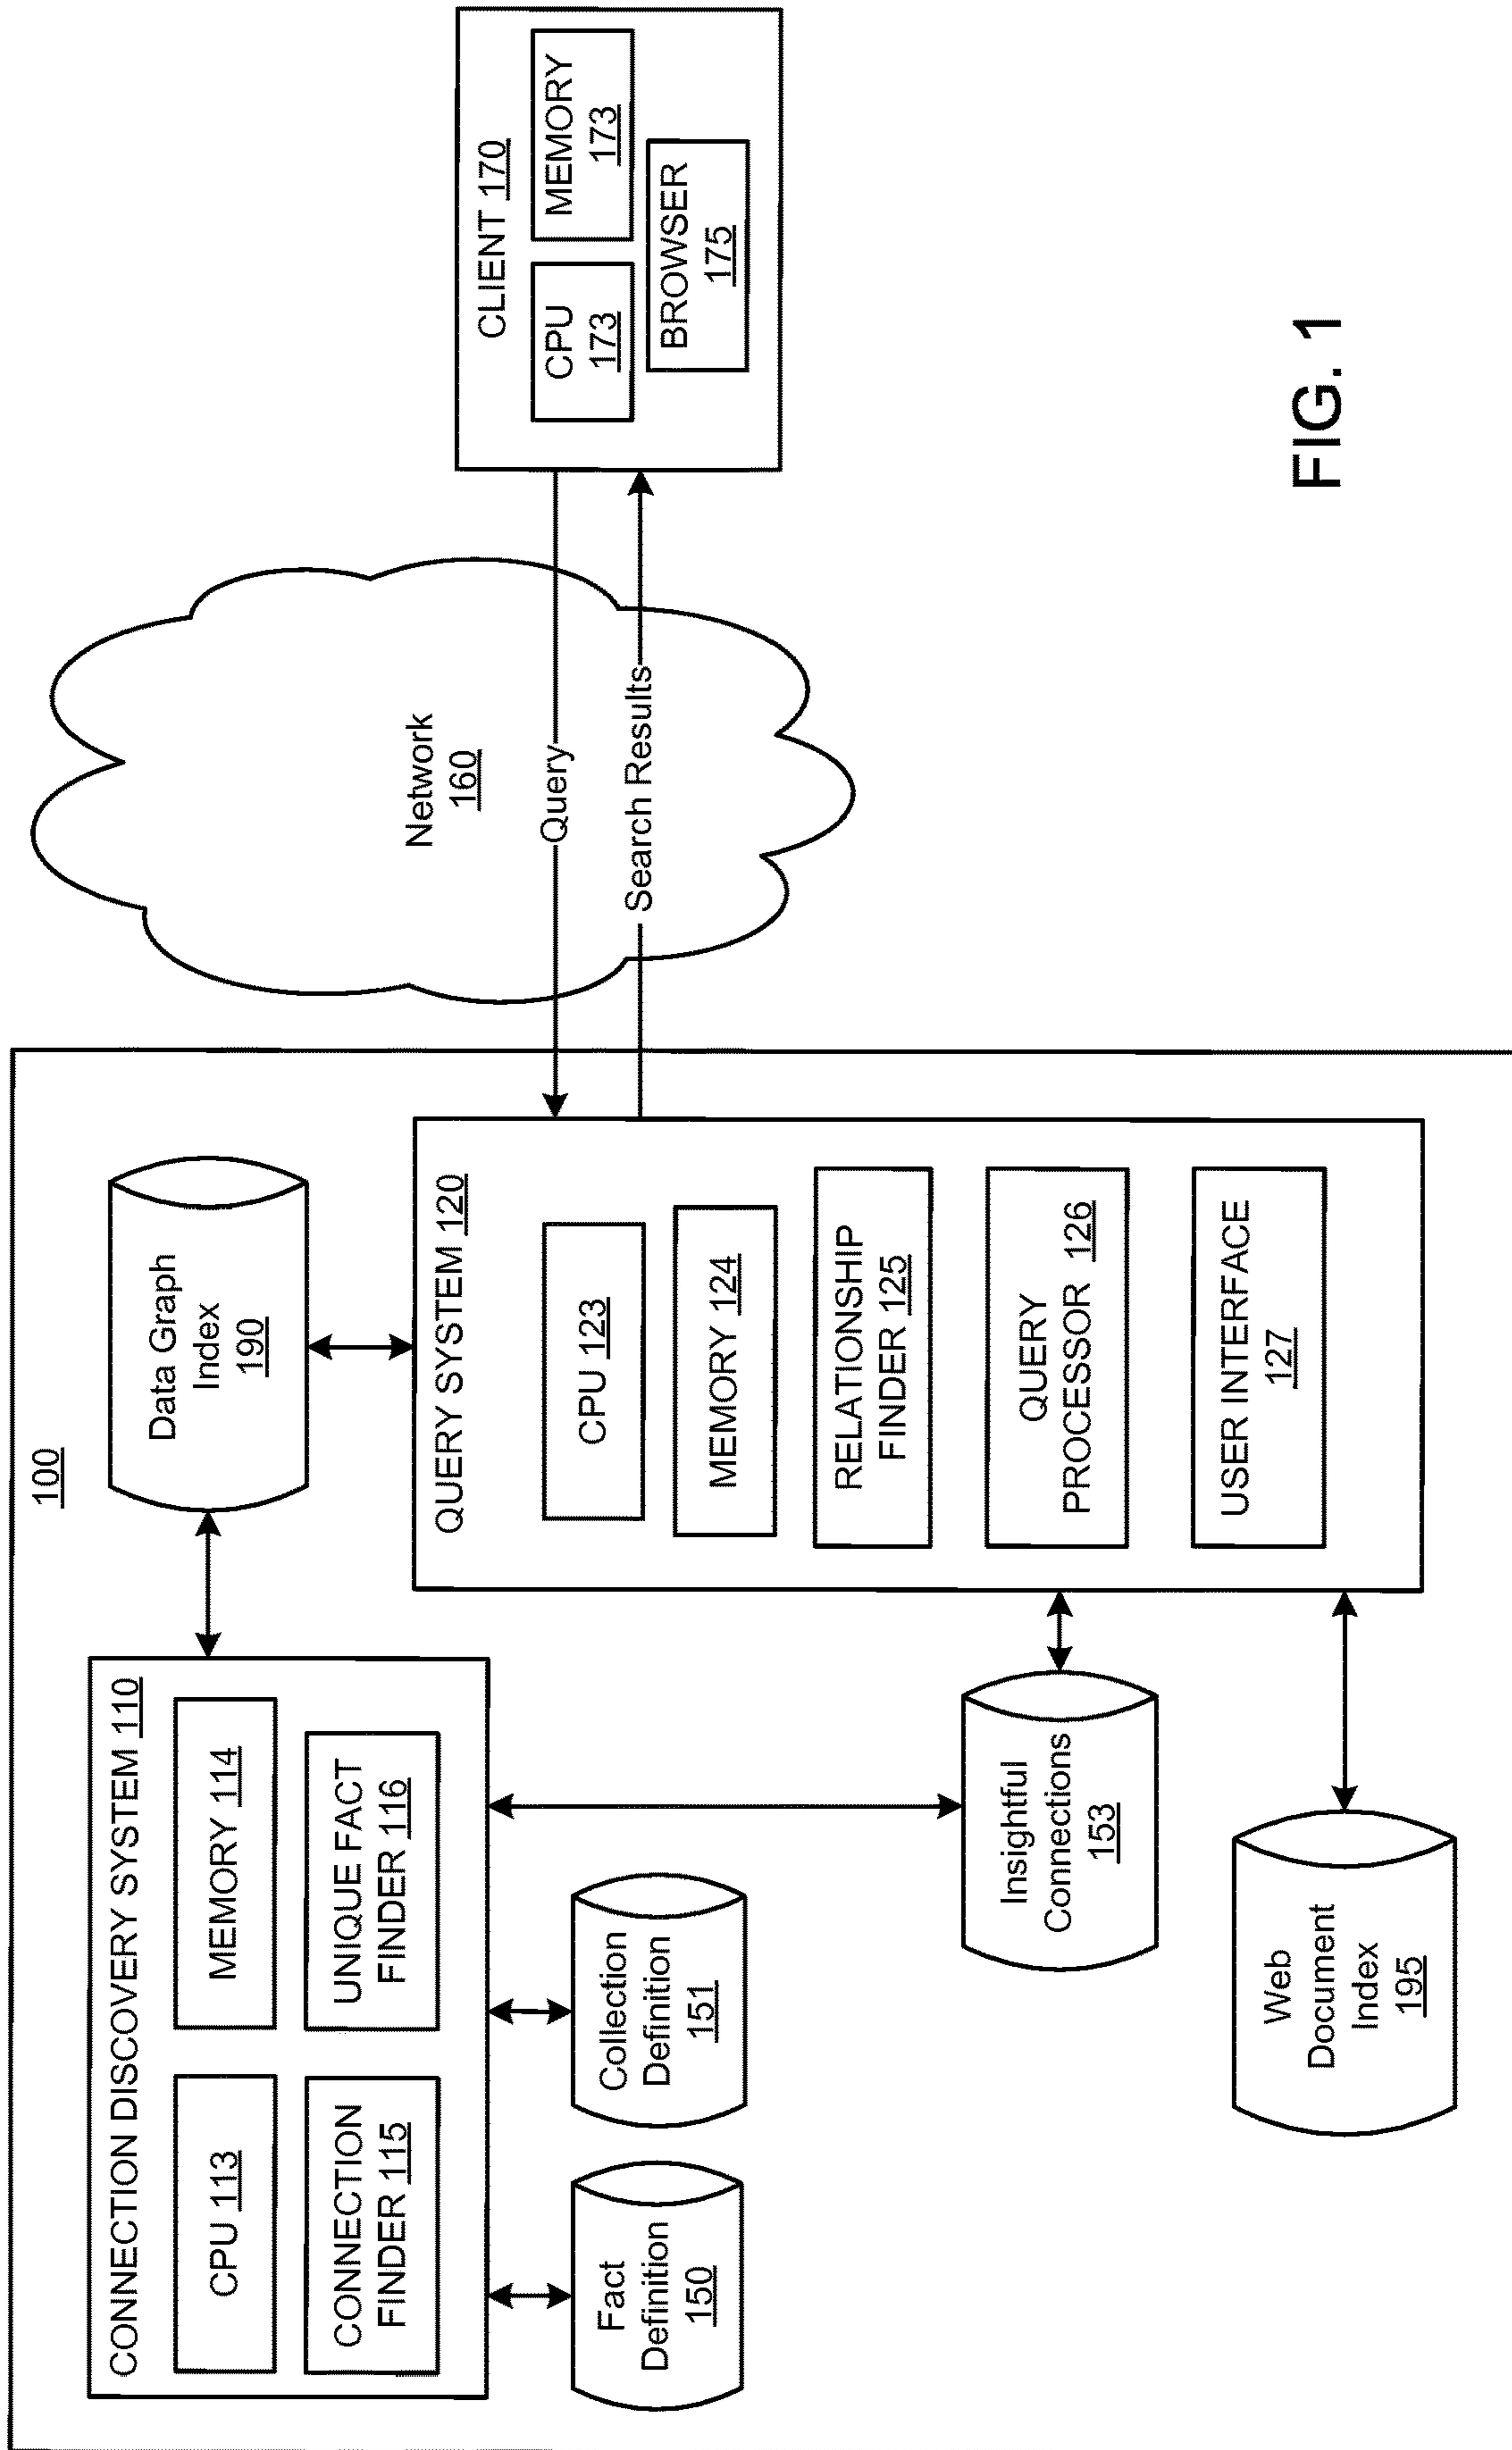 100
CONNECTION DISCOVERY SYSTEM 110
CPU 113
MEMORY 114
CONNECTION
FINDER 115
UNIQUE FACT
FINDER 116
Fact
Definition
150
Collection
Definition
151
Data Graph
Index
190
QUERY SYSTEM 120
CPU 123
MEMORY 124
RELATIONSHIP
FINDER 125
QUERY
PROCESSOR 126
USER INTERFACE
127
Insightful
Connections
153
Web
Document
Index
195
Network
160
Query
Search Results
CLIENT 170
CPU
173
MEMORY
173
BROWSER
175
FIG. 1